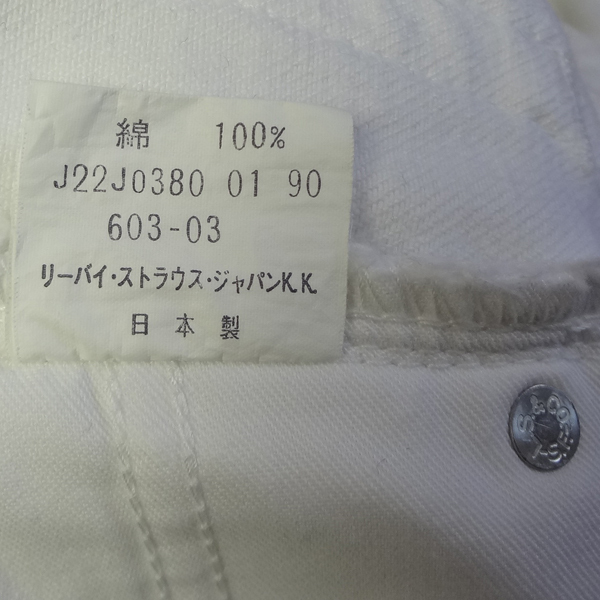 綿 100%
J22J0380 01 90
603-03
リーバイ・ストラウス・ジャパンK.K.
日本製
L.S.&CO.S.F.